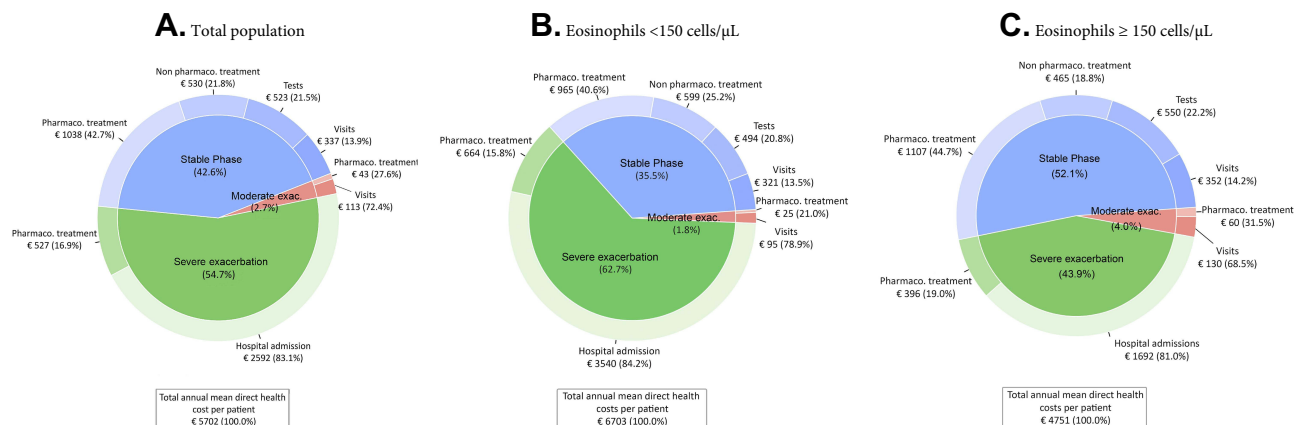 A. Total population
Non pharmaco. treatment
€ 530 (21.8%)
Tests
€ 523 (21.5%)
Pharmaco. treatment
€ 1038 (42.7%)
Visits
€ 337 (13.9%)
Stable Phase
(42.6%)
Pharmaco. treatment
€ 43 (27.6%)
Moderate exac.
(2.7%)
Visits
€ 113 (72.4%)
Pharmaco. treatment
€ 527 (16.9%)
Severe exacerbation
(54.7%)
Hospital admission
€ 2592 (83.1%)
Total annual mean direct health
cost per patient
€ 5702 (100.0%)
B. Eosinophils <150 cells/μL
Pharmaco. treatment
€ 965 (40.6%)
Non pharmaco. treatment
€ 599 (25.2%)
Tests
€ 494 (20.8%)
Pharmaco. treatment
€ 664 (15.8%)
Stable Phase
(35.5%)
Visits
€ 321 (13.5%)
Pharmaco. treatment
€ 25 (21.0%)
Moderate exac.
(1.8%)
Visits
€ 95 (78.9%)
Severe exacerbation
(62.7%)
Hospital admission
€ 3540 (84.2%)
Total annual mean direct health
costs per patient
€ 6703 (100.0%)
C. Eosinophils ≥ 150 cells/μL
Non pharmaco. treatment
€ 465 (18.8%)
Tests
€ 550 (22.2%)
Pharmaco. treatment
€ 1107 (44.7%)
Stable Phase
(52.1%)
Visits
€ 352 (14.2%)
Moderate exac.
(4.0%)
Pharmaco. treatment
€ 60 (31.5%)
Visits
€ 130 (68.5%)
Severe exacerbation
(43.9%)
Pharmaco. treatment
€ 396 (19.0%)
Hospital admissions
€ 1692 (81.0%)
Total annual mean direct health
costs per patient
€ 4751 (100.0%)